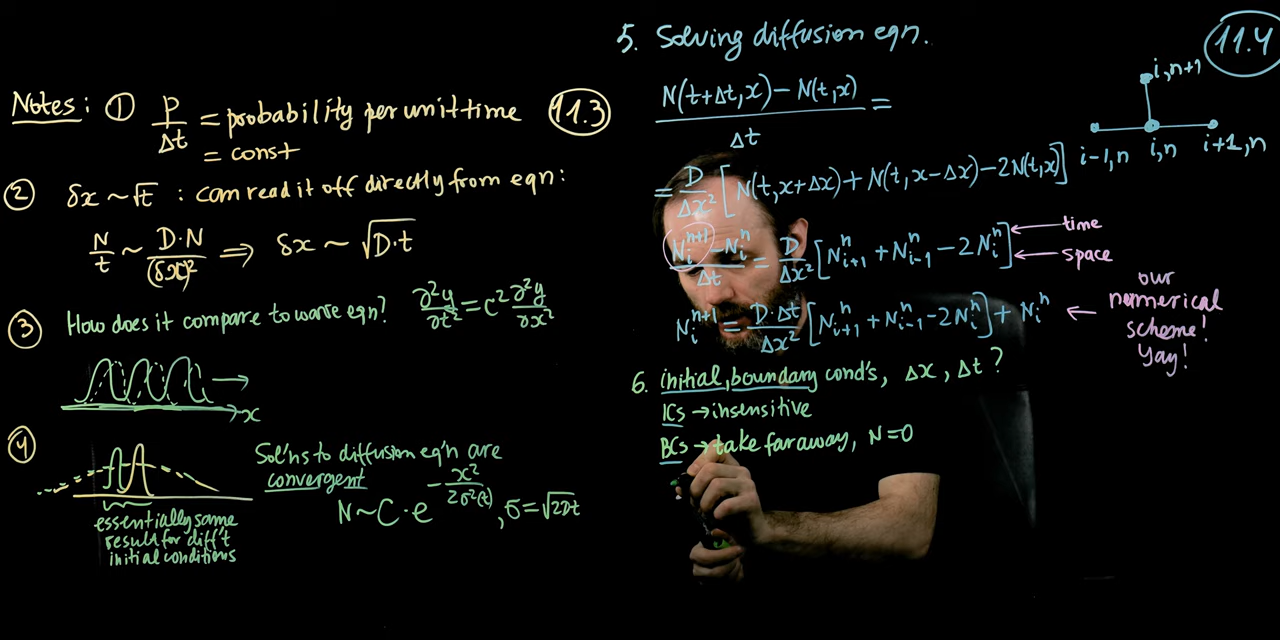 Notes: ① P/Δt = probability per unit time
= const
11.3
② δx ~ √t : can read it off directly from eqn:
N/t ~ D·N/(δx)² ⇒ δx ~ √D·t
③ How does it compare to wave eqn? ∂²y/∂t² = c² ∂²y/∂x²
x
④ Sol'ns to diffusion eq'n are
convergent
N ~ C · e^(-x²/2σ²(t)), σ = √2Dt
essentially same
result for diff't
initial conditions
5. Solving diffusion eqn.
11.4
(N(t+Δt,x) – N(t,x))/Δt =
= D/Δx² [N(t,x+Δx) + N(t,x-Δx) – 2N(t,x)]
i,n+1
i-1,n i,n i+1,n
(N_i^{n+1} – N_i^n)/Δt = D/Δx² [N_{i+1}^n + N_{i-1}^n – 2N_i^n]
time
space
N_i^{n+1} = D·Δt/Δx² [N_{i+1}^n + N_{i-1}^n – 2N_i^n] + N_i^n
our
numerical
scheme!
Yay!
6. initial, boundary cond's, Δx, Δt?
ICs → insensitive
BCs → take far away, N=0